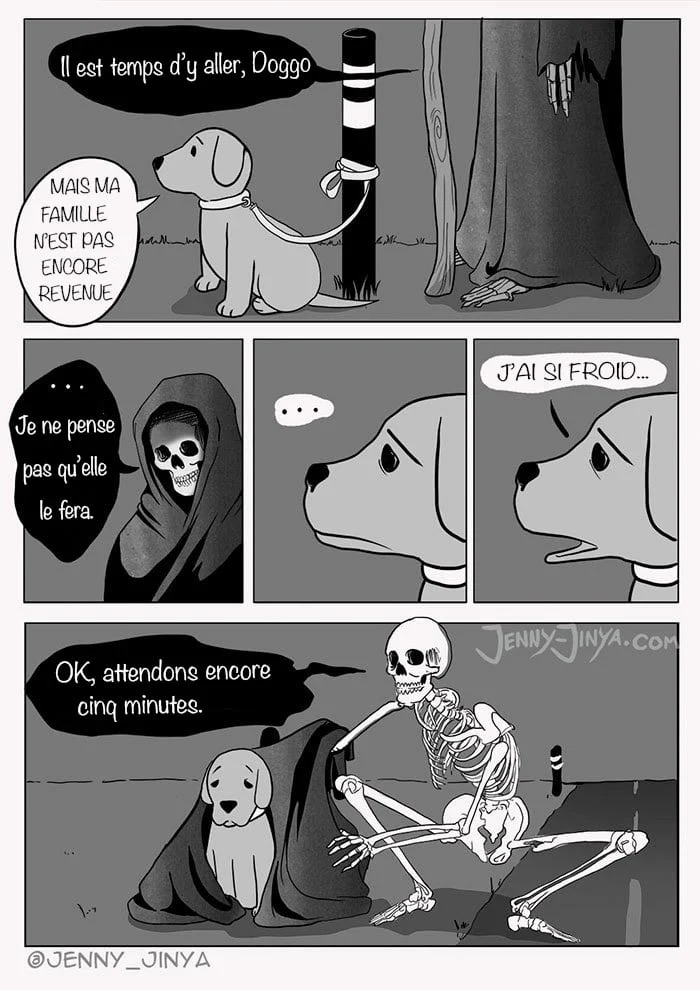 Il est temps d'y aller, Doggo
MAIS MA
FAMILLE
N'EST PAS
ENCORE
REVENUE
...
Je ne pense
pas qu'elle
le fera.
...
J'AI SI FROID...
JENNY-JINYA.COM
OK, attendons encore
cinq minutes.
@JENNY_JINYA